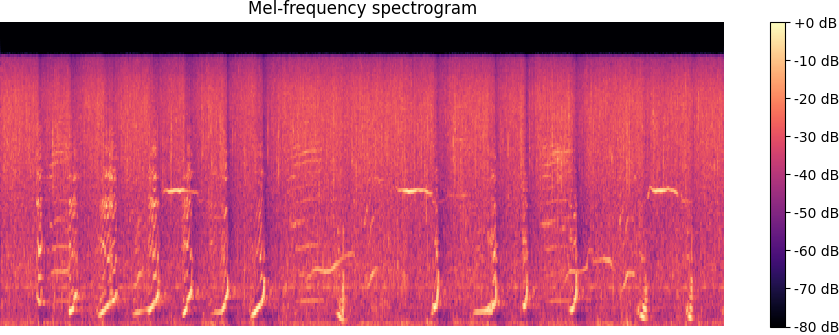 Mel-frequency spectrogram
+0 dB
-10 dB
-20 dB
-30 dB
-40 dB
-50 dB
-60 dB
-70 dB
-80 dB